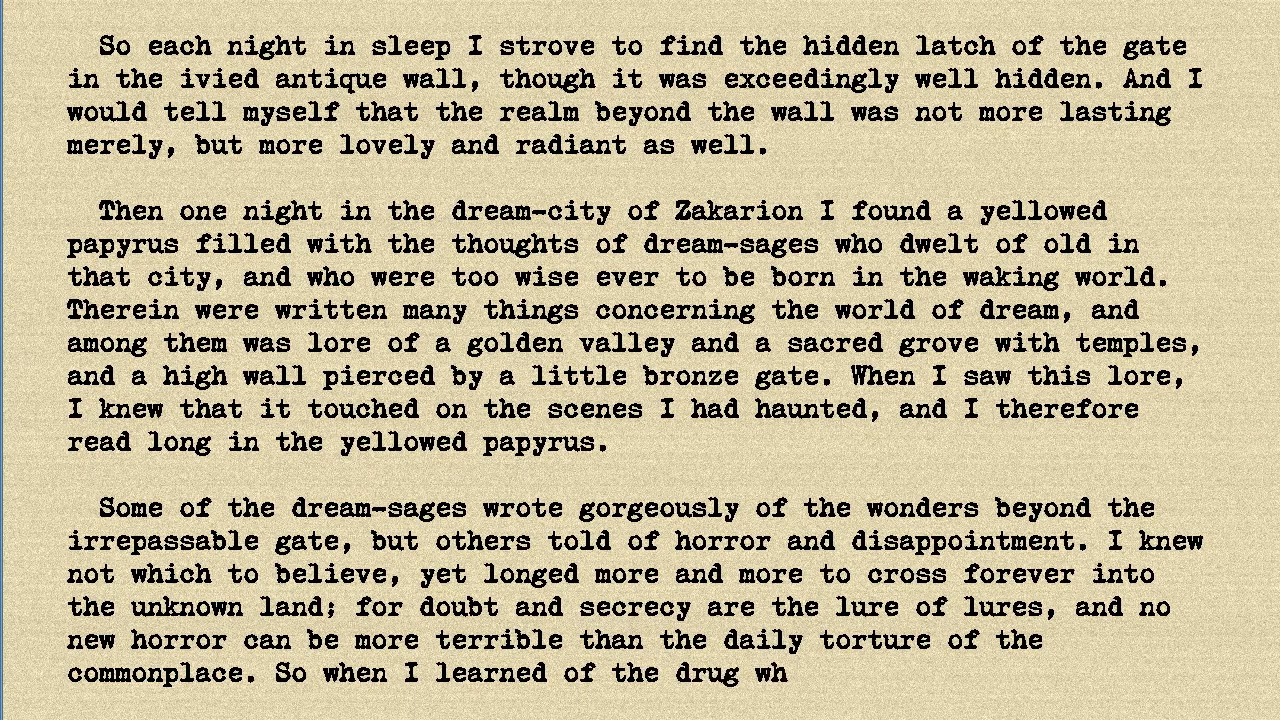 So each night in sleep I strove to find the hidden latch of the gate
in the ivied antique wall, though it was exceedingly well hidden. And I
would tell myself that the realm beyond the wall was not more lasting
merely, but more lovely and radiant as well.
Then one night in the dream-city of Zakarion I found a yellowed
papyrus filled with the thoughts of dream-sages who dwelt of old in
that city, and who were too wise ever to be born in the waking world.
Therein were written many things concerning the world of dream, and
among them was lore of a golden valley and a sacred grove with temples,
and a high wall pierced by a little bronze gate. When I saw this lore,
I knew that it touched on the scenes I had haunted, and I therefore
read long in the yellowed papyrus.
Some of the dream-sages wrote gorgeously of the wonders beyond the
irrepassable gate, but others told of horror and disappointment. I knew
not which to believe, yet longed more and more to cross forever into
the unknown land; for doubt and secrecy are the lure of lures, and no
new horror can be more terrible than the daily torture of the
commonplace. So when I learned of the drug wh